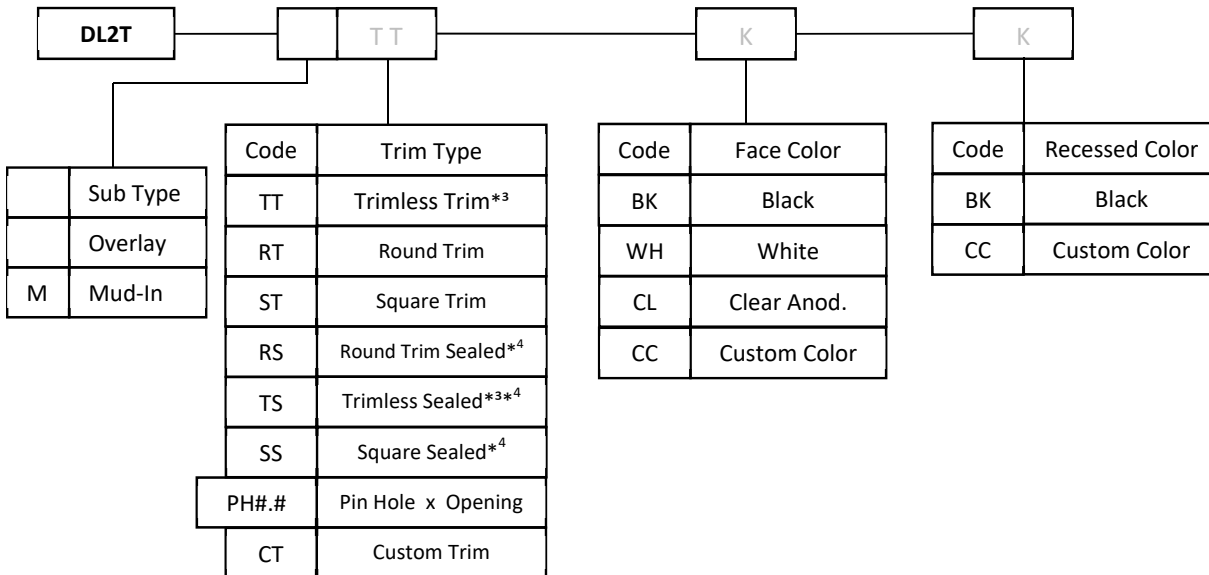 DL2T T T K K
Sub Type
Overlay
M Mud-In
Code Trim Type
TT Trimless Trim*³
RT Round Trim
ST Square Trim
RS Round Trim Sealed*⁴
TS Trimless Sealed*³*⁴
SS Square Sealed*⁴
PH#.# Pin Hole x Opening
CT Custom Trim
Code Face Color
BK Black
WH White
CL Clear Anod.
CC Custom Color
Code Recessed Color
BK Black
CC Custom Color